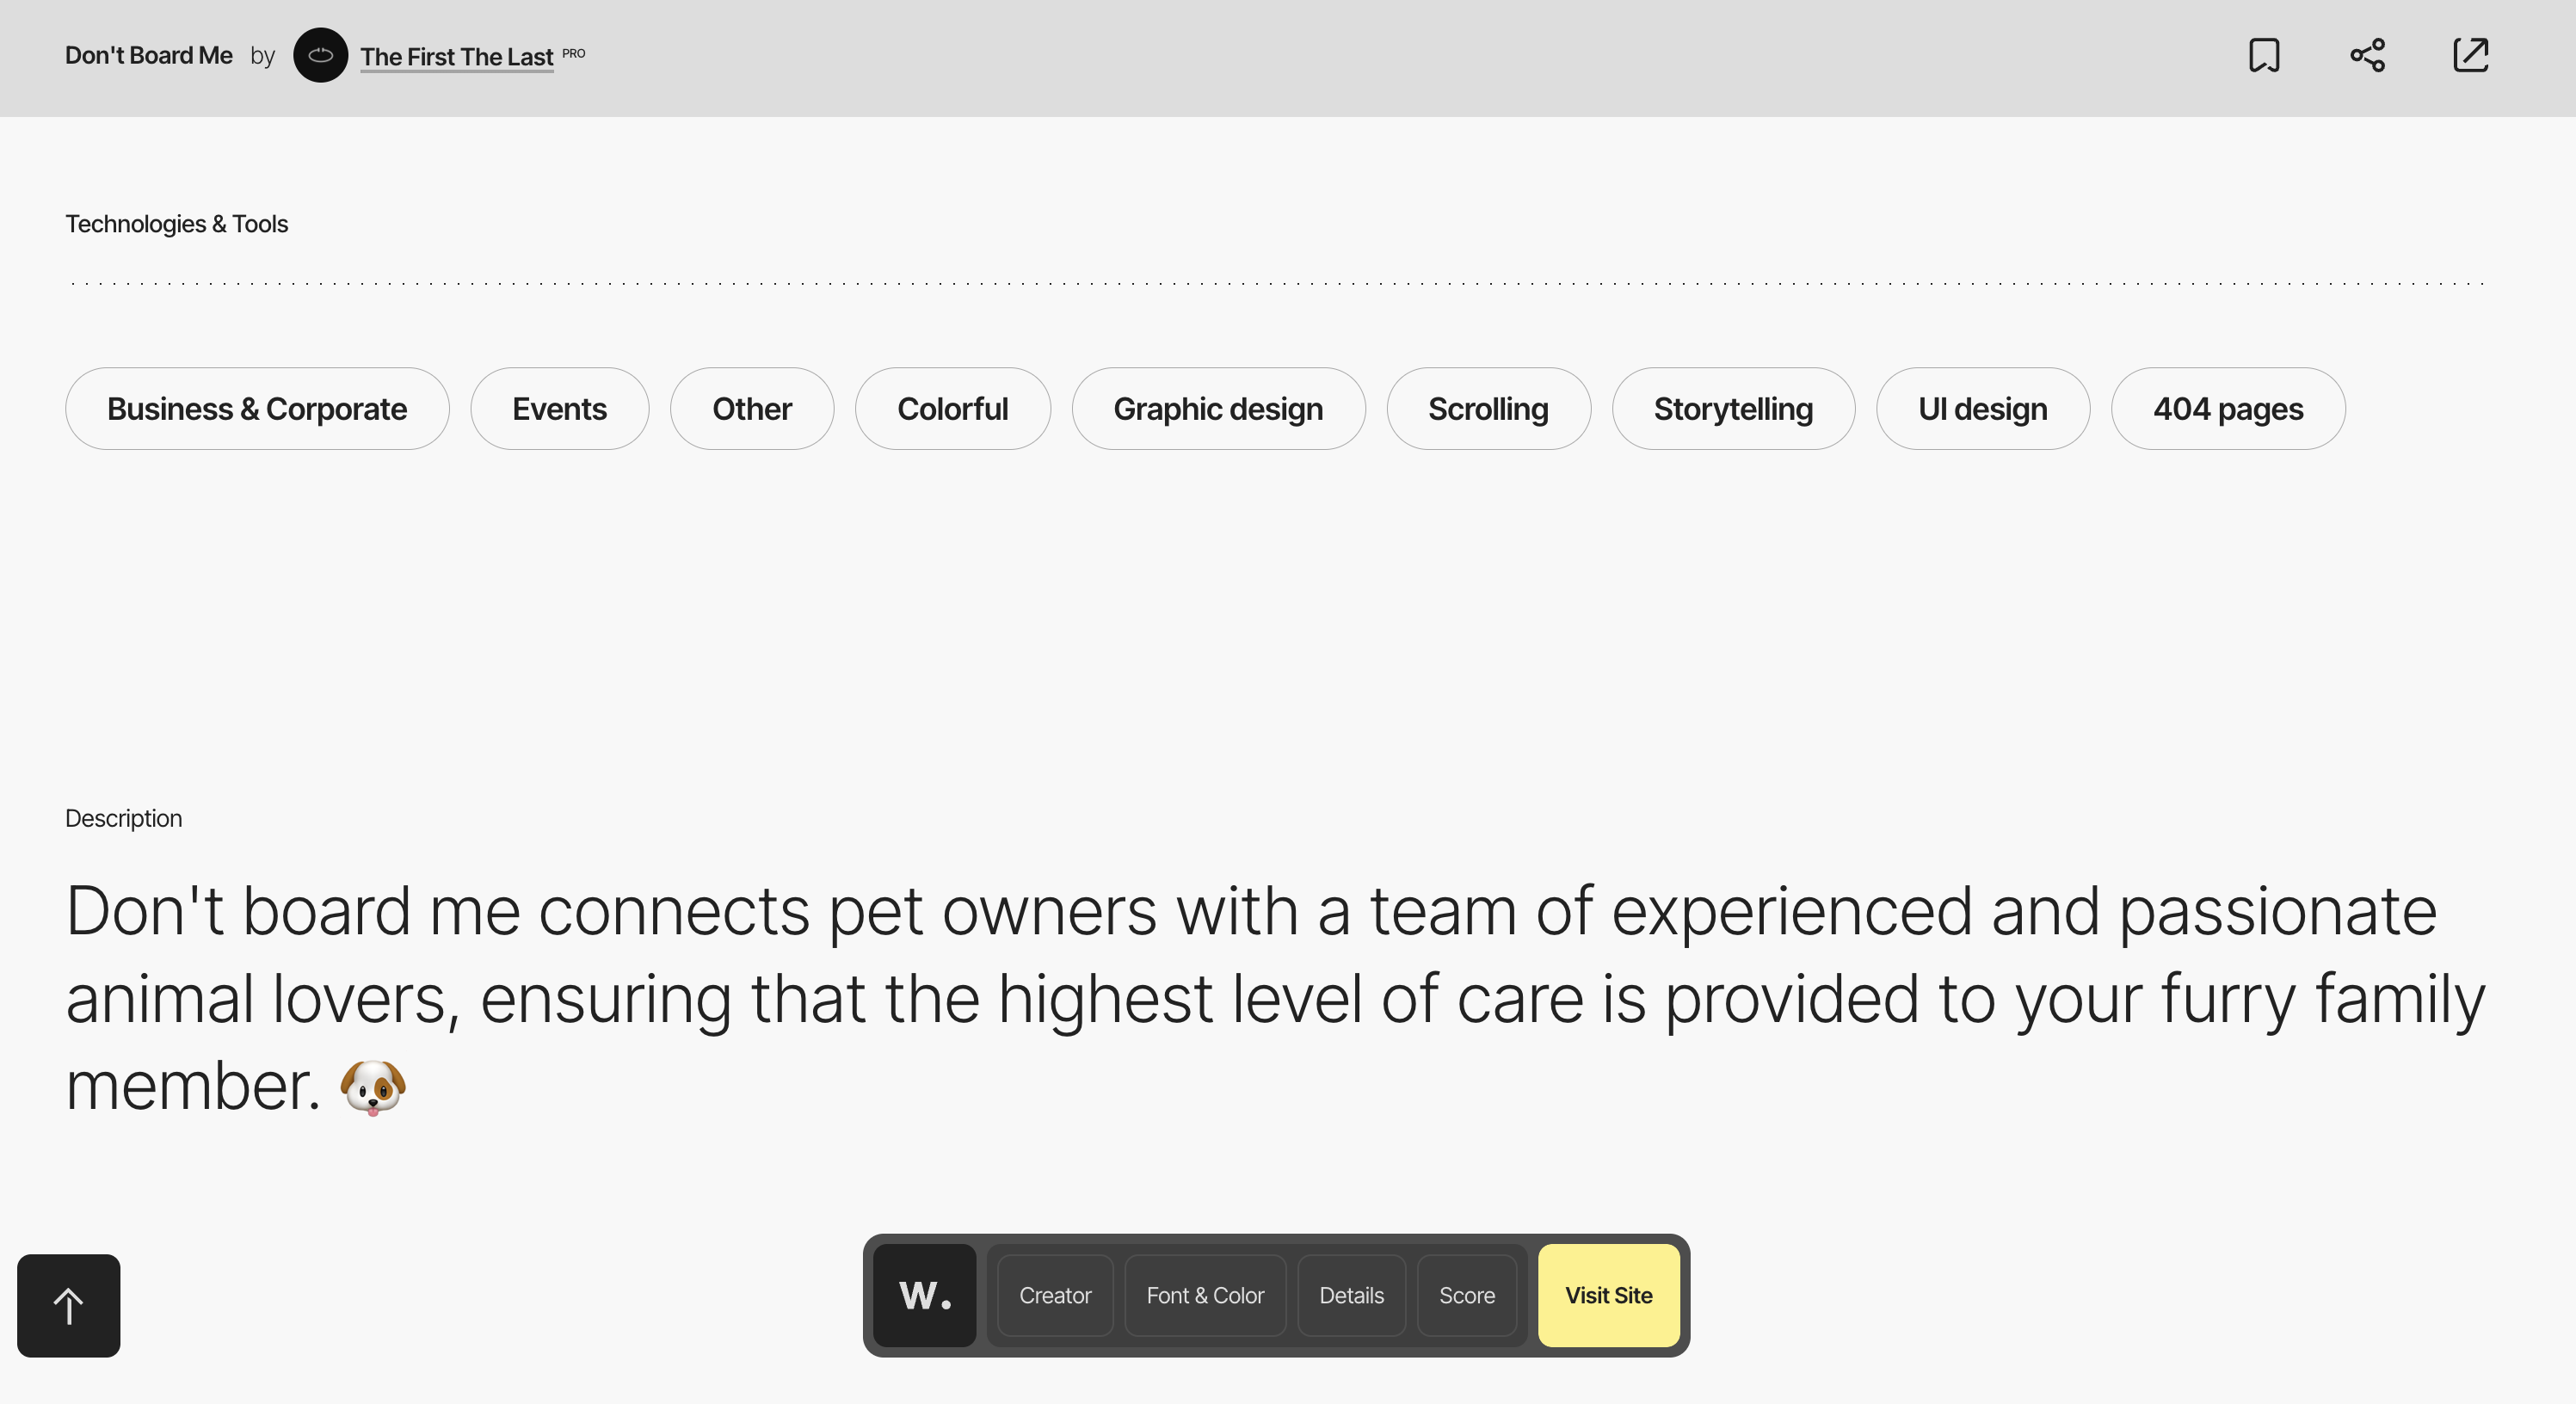 Don't Board Me by The First The Last PRO
Technologies & Tools
Business & Corporate Events Other Colorful Graphic design Scrolling Storytelling UI design 404 pages
Description
Don't board me connects pet owners with a team of experienced and passionate
animal lovers, ensuring that the highest level of care is provided to your furry family
member. 🐶
W. Creator Font & Color Details Score Visit Site